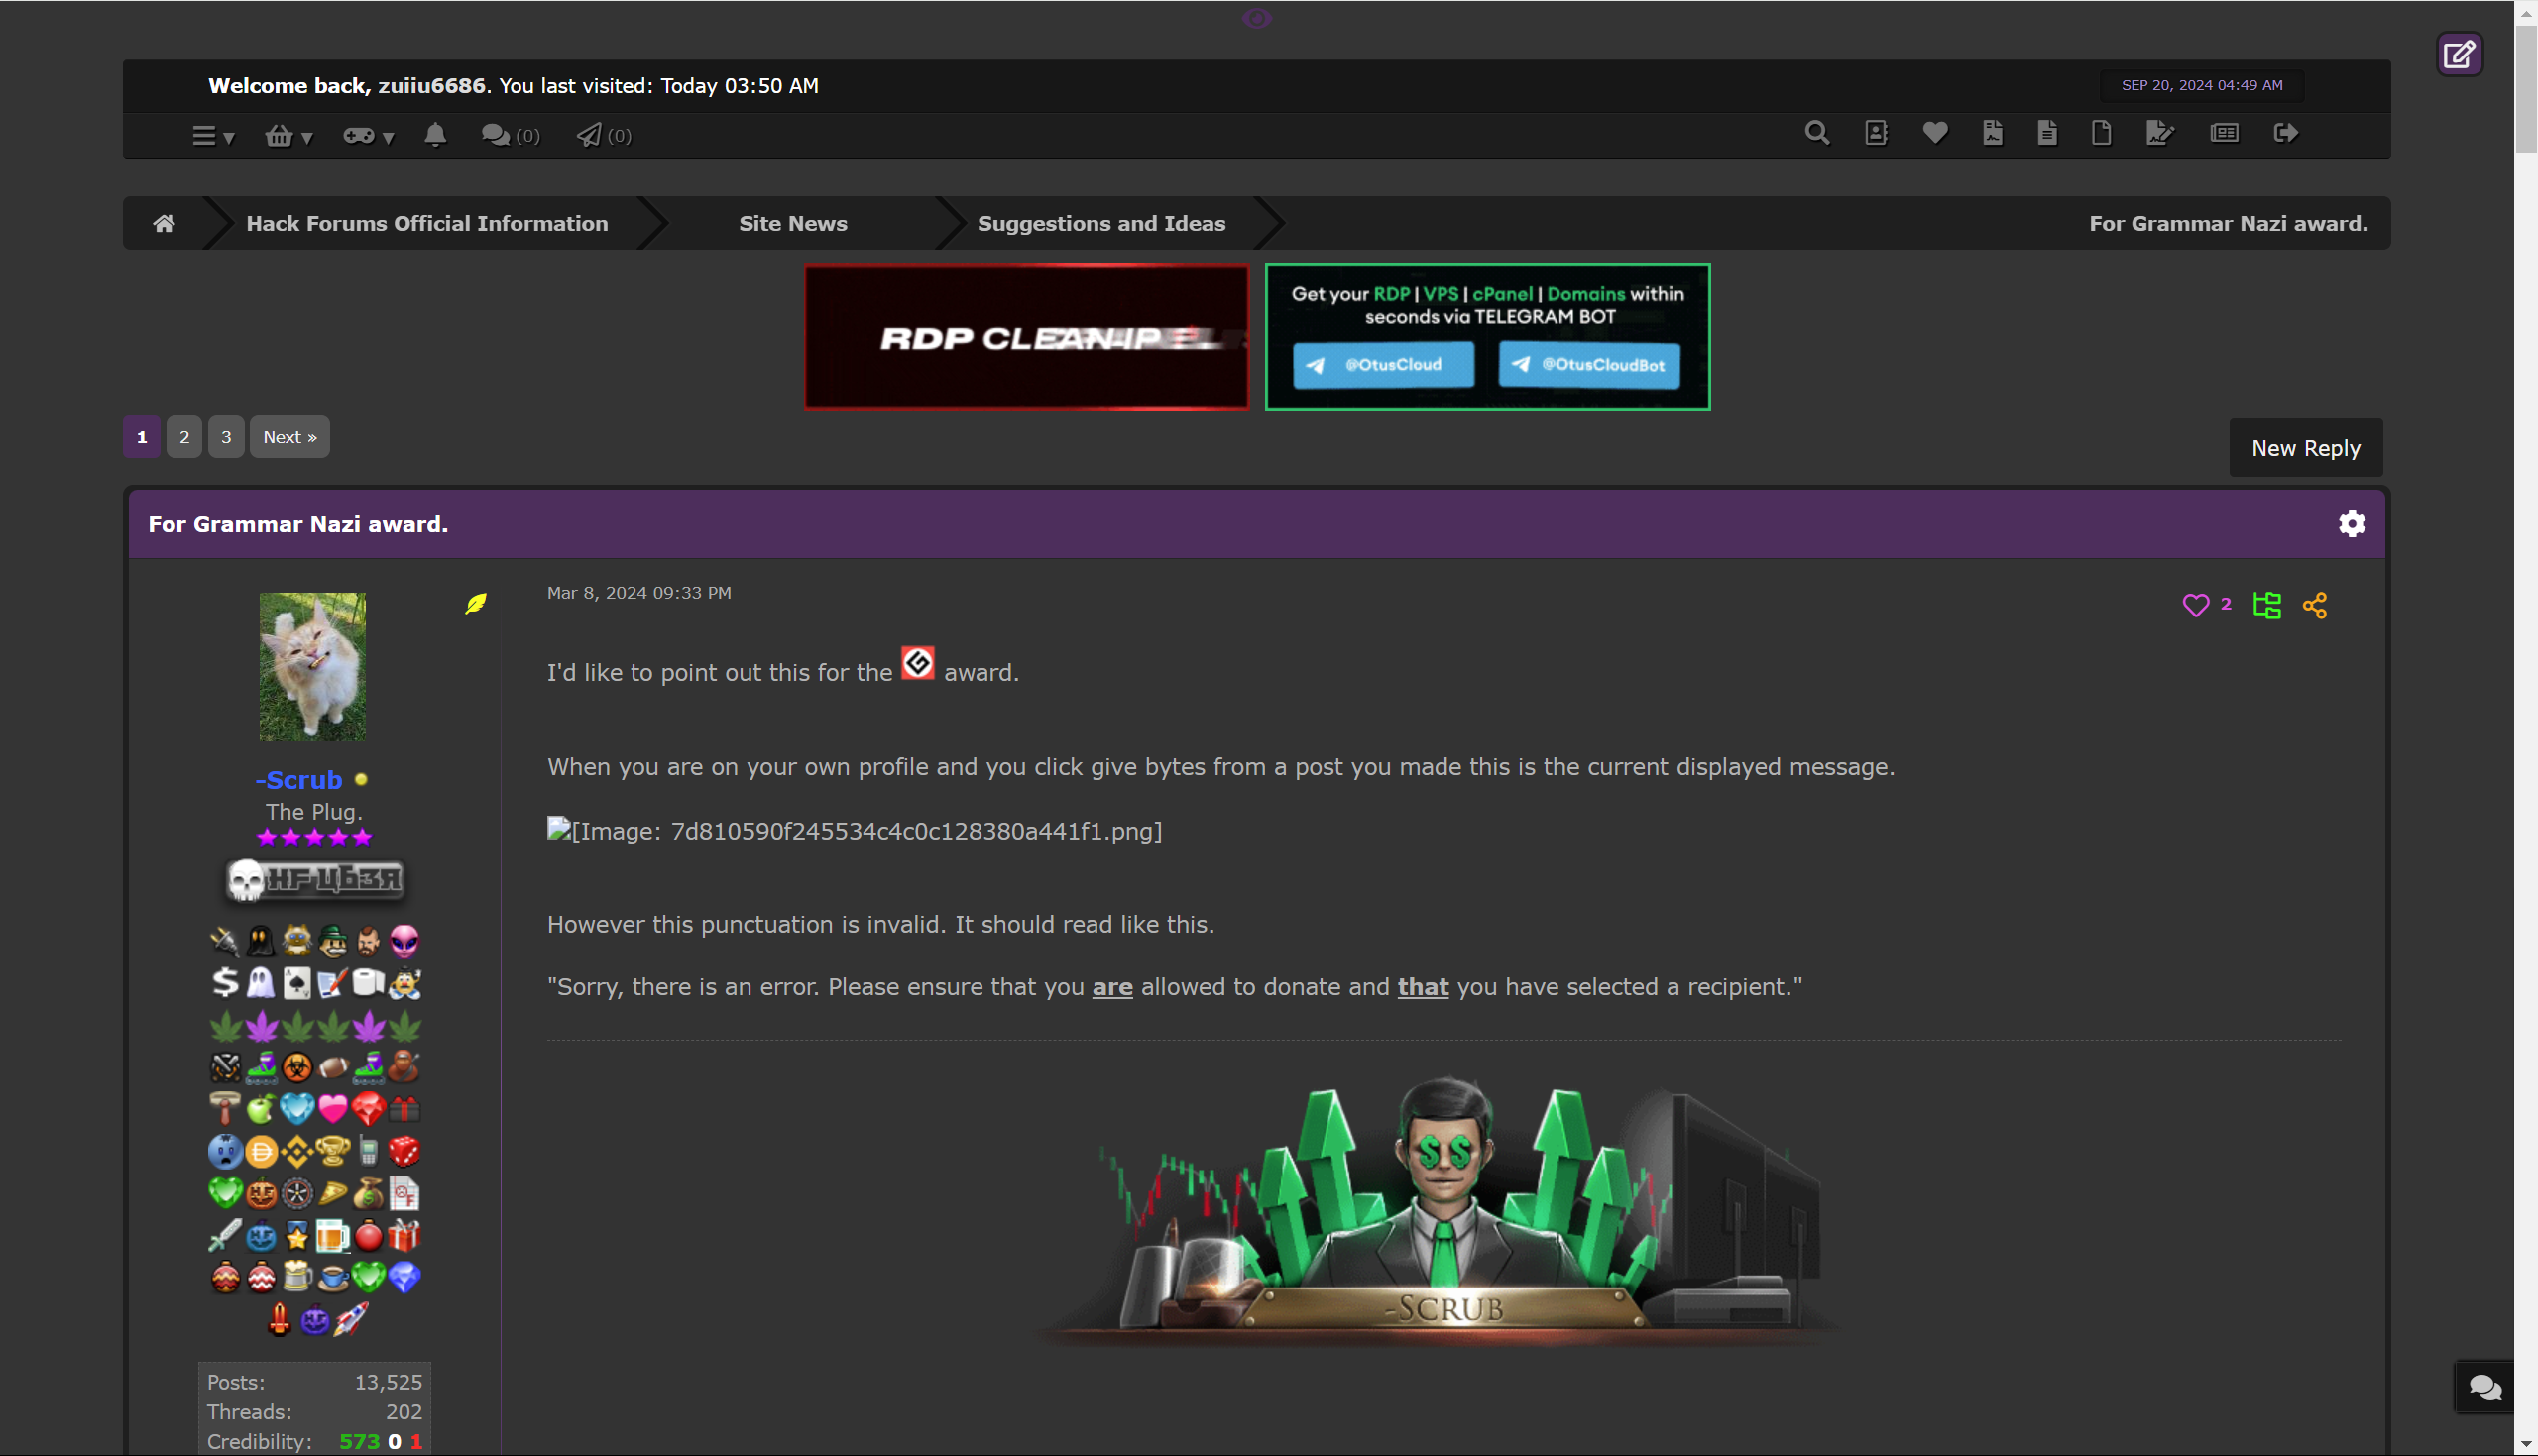 Welcome back, zuiiu6686. You last visited: Today 03:50 AM
SEP 20, 2024 04:49 AM
(0)
(0)
Hack Forums Official Information
Site News
Suggestions and Ideas
For Grammar Nazi award.
RDP CLEAN IP
Get your RDP | VPS | cPanel | Domains within
seconds via TELEGRAM BOT
@OtusCloud
@OtusCloudBot
1
2
3
Next »
New Reply
For Grammar Nazi award.
Mar 8, 2024 09:33 PM
2
I'd like to point out this for the award.
When you are on your own profile and you click give bytes from a post you made this is the current displayed message.
[Image: 7d810590f245534c4c0c128380a441f1.png]
However this punctuation is invalid. It should read like this.
"Sorry, there is an error. Please ensure that you are allowed to donate and that you have selected a recipient."
-Scrub
The Plug.
HF ЦБЗЯ
Posts: 13,525
Threads: 202
Credibility: 573 0 1
-SCRUB